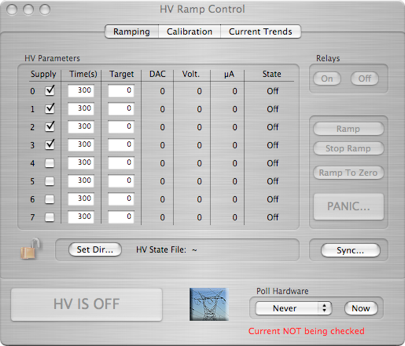 HV Ramp Control
Ramping Calibration Current Trends
HV Parameters
Relays
Supply Time(s) Target DAC Volt. µA State
On Off
0 300 0 0 0 0 Off
1 300 0 0 0 0 Off
2 300 0 0 0 0 Off
3 300 0 0 0 0 Off
4 300 0 0 0 0 Off
5 300 0 0 0 0 Off
6 300 0 0 0 0 Off
7 300 0 0 0 0 Off
Ramp
Stop Ramp
Ramp To Zero
PANIC...
Set Dir... HV State File: ~
Sync...
HV IS OFF
Poll Hardware
Never Now
Current NOT being checked